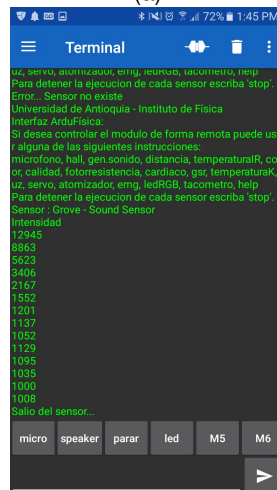 (a)
72% 1:45 PM
Terminal
uz, servo, atomizador, emg, ledRGB, tacometro, help
Para detener la ejecucion de cada sensor escriba 'stop'.
Error... Sensor no existe
Universidad de Antioquia - Instituto de Física
Interfaz ArduFísica:
Si desea controlar el modulo de forma remota puede us
r alguna de las siguientes instrucciones:
microfono, hall, gen.sonido, distancia, temperaturaIR, co
or, calidad, fotorresistencia, cardiaco, gsr, temperaturaK,
uz, servo, atomizador, emg, ledRGB, tacometro, help
Para detener la ejecucion de cada sensor escriba 'stop'.
Sensor : Grove - Sound Sensor
Intensidad
12945
8863
5623
3406
2167
1552
1201
1137
1052
1129
1095
1035
1000
1008
Salio del sensor...
micro speaker parar led M5 M6